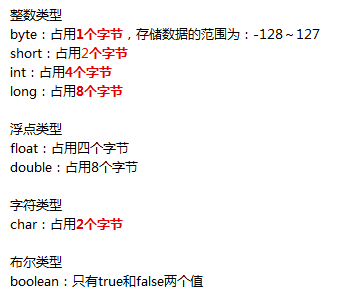 整数类型
byte：占用1个字节，存储数据的范围为：-128～127
short：占用2个字节
int：占用4个字节
long：占用8个字节
浮点类型
float：占用四个字节
double：占用8个字节
字符类型
char：占用2个字节
布尔类型
boolean：只有true和false两个值